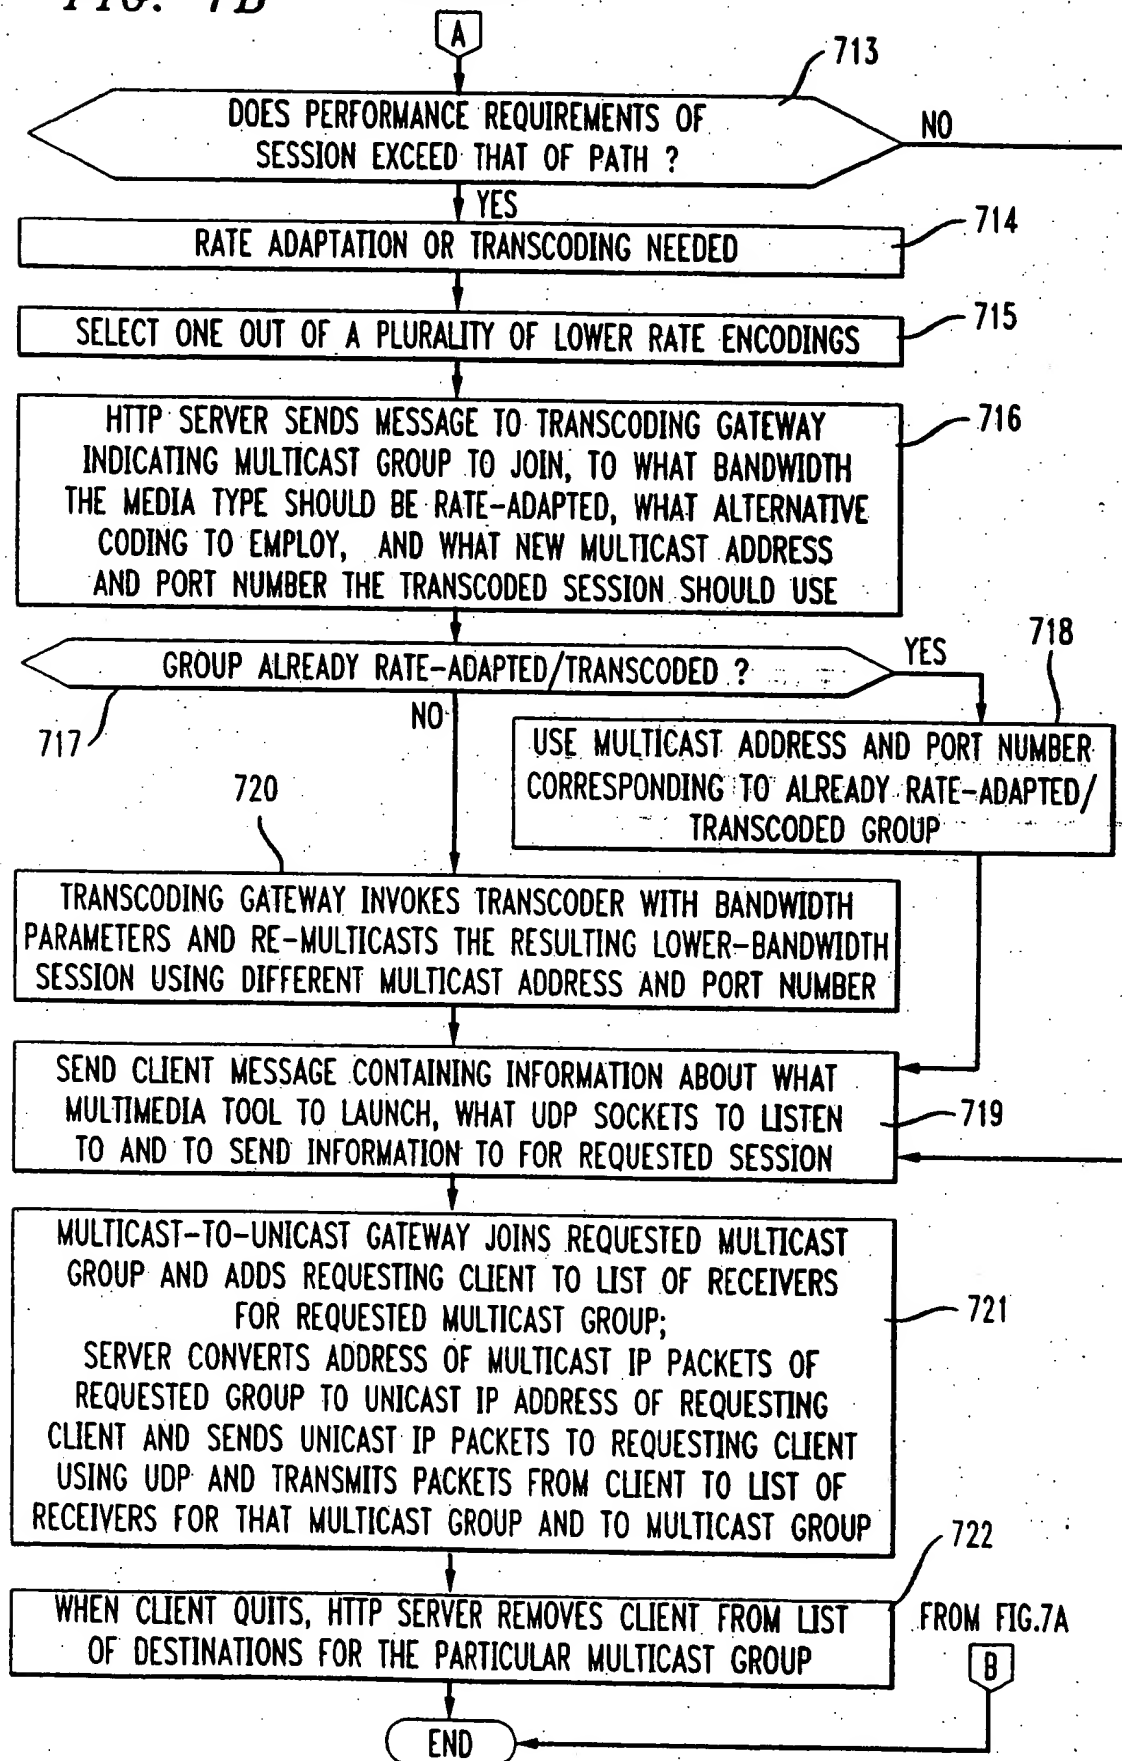 FIG. 7B
A
713
DOES PERFORMANCE REQUIREMENTS OF
SESSION EXCEED THAT OF PATH ?
NO
YES
714
RATE ADAPTATION OR TRANSCODING NEEDED
715
SELECT ONE OUT OF A PLURALITY OF LOWER RATE ENCODINGS
716
HTTP SERVER SENDS MESSAGE TO TRANSCODING GATEWAY
INDICATING MULTICAST GROUP TO JOIN, TO WHAT BANDWIDTH
THE MEDIA TYPE SHOULD BE RATE-ADAPTED, WHAT ALTERNATIVE
CODING TO EMPLOY, AND WHAT NEW MULTICAST ADDRESS
AND PORT NUMBER THE TRANSCODED SESSION SHOULD USE
GROUP ALREADY RATE-ADAPTED/TRANSCODED ?
YES
718
717
NO
USE MULTICAST ADDRESS AND PORT NUMBER
CORRESPONDING TO ALREADY RATE-ADAPTED/
TRANSCODED GROUP
720
TRANSCODING GATEWAY INVOKES TRANSCODER WITH BANDWIDTH
PARAMETERS AND RE-MULTICASTS THE RESULTING LOWER-BANDWIDTH
SESSION USING DIFFERENT MULTICAST ADDRESS AND PORT NUMBER
SEND CLIENT MESSAGE CONTAINING INFORMATION ABOUT WHAT
MULTIMEDIA TOOL TO LAUNCH, WHAT UDP SOCKETS TO LISTEN
TO AND TO SEND INFORMATION TO FOR REQUESTED SESSION
719
MULTICAST-TO-UNICAST GATEWAY JOINS REQUESTED MULTICAST
GROUP AND ADDS REQUESTING CLIENT TO LIST OF RECEIVERS
FOR REQUESTED MULTICAST GROUP;
SERVER CONVERTS ADDRESS OF MULTICAST IP PACKETS OF
REQUESTED GROUP TO UNICAST IP ADDRESS OF REQUESTING
CLIENT AND SENDS UNICAST IP PACKETS TO REQUESTING CLIENT
USING UDP AND TRANSMITS PACKETS FROM CLIENT TO LIST OF
RECEIVERS FOR THAT MULTICAST GROUP AND TO MULTICAST GROUP
721
722
WHEN CLIENT QUITS, HTTP SERVER REMOVES CLIENT FROM LIST
OF DESTINATIONS FOR THE PARTICULAR MULTICAST GROUP
FROM FIG.7A
B
END